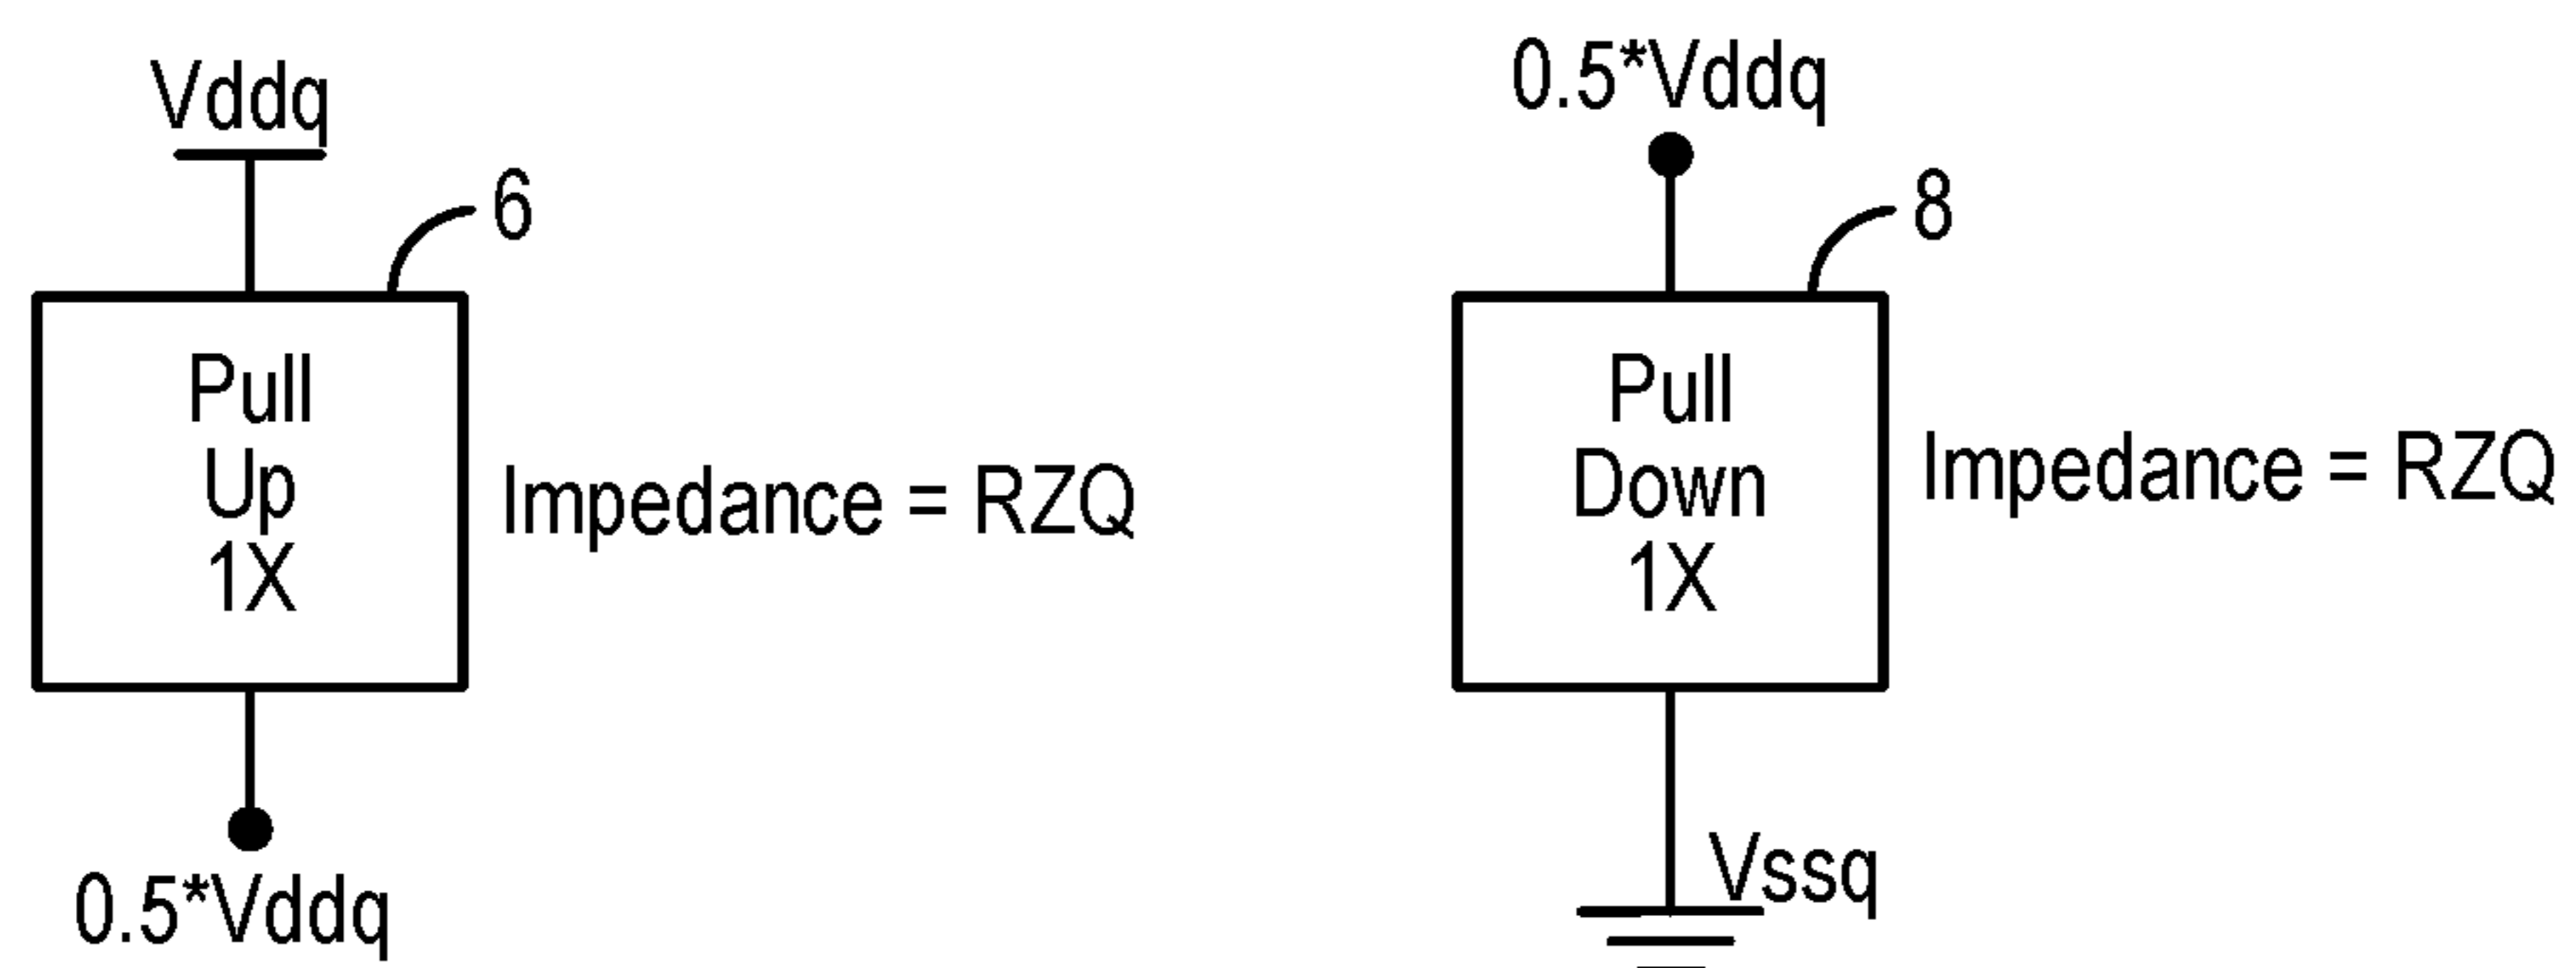 Vddq
6
Pull
Up
1X
Impedance = RZQ
0.5*Vddq
0.5*Vddq
8
Pull
Down
1X
Impedance = RZQ
Vssq